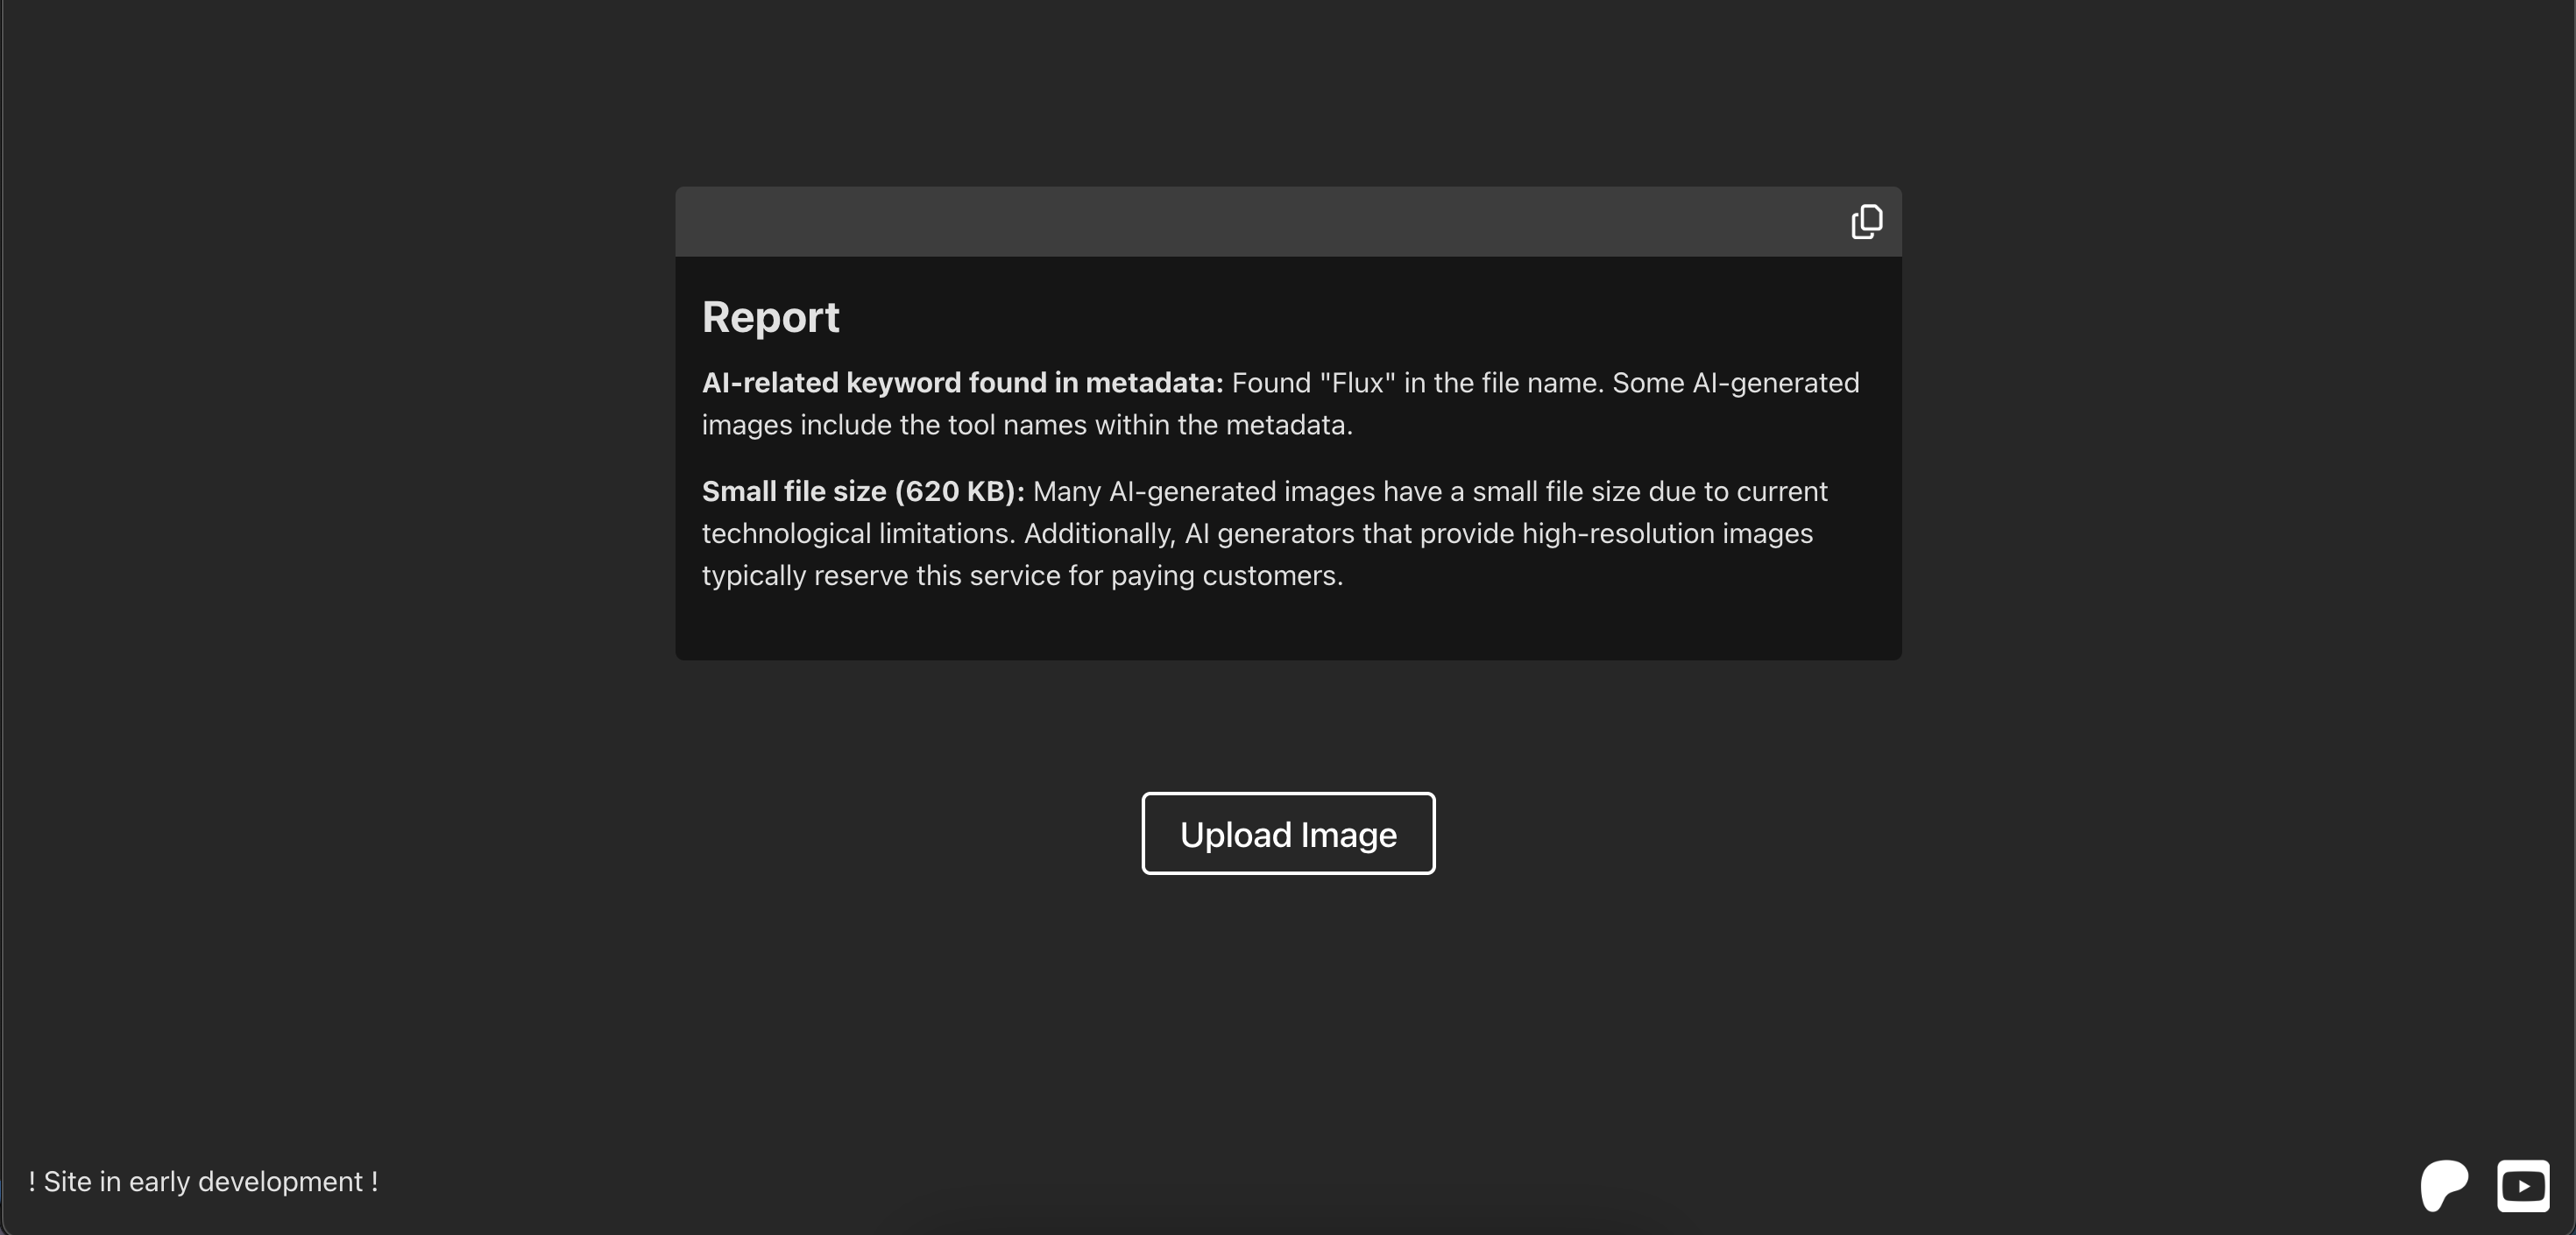 Report
AI-related keyword found in metadata: Found "Flux" in the file name. Some AI-generated
images include the tool names within the metadata.
Small file size (620 KB): Many AI-generated images have a small file size due to current
technological limitations. Additionally, AI generators that provide high-resolution images
typically reserve this service for paying customers.
Upload Image
! Site in early development !